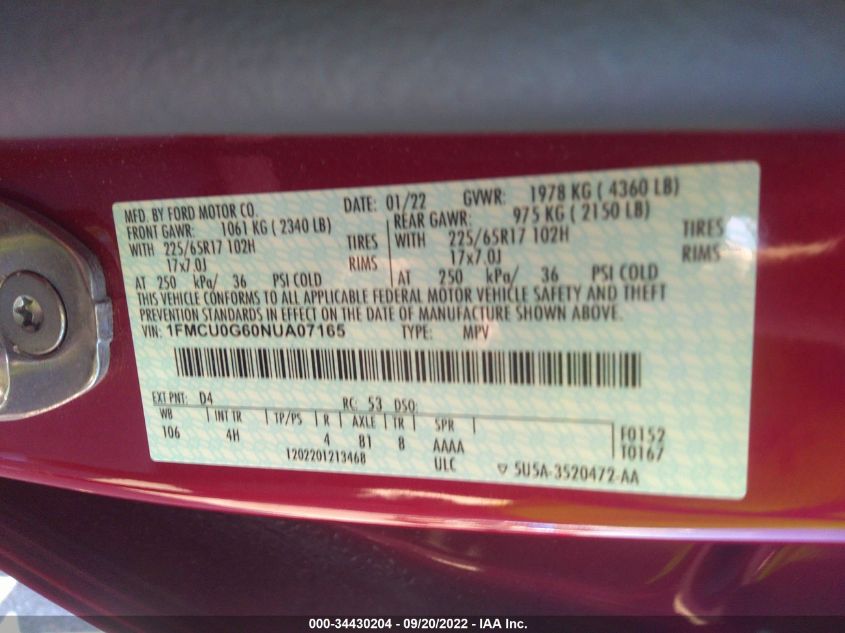 MFD. BY FORD MOTOR CO. DATE: 01/22 GVWR: 1978 KG ( 4360 LB)
FRONT GAWR: 1061 KG ( 2340 LB) REAR GAWR: 975 KG ( 2150 LB)
WITH 225/65R17 102H TIRES WITH 225/65R17 102H TIRES
17x7.0J RIMS 17x7.0J RIMS
AT 250 kPa/ 36 PSI COLD AT 250 kPa/ 36 PSI COLD
THIS VEHICLE CONFORMS TO ALL APPLICABLE FEDERAL MOTOR VEHICLE SAFETY AND THEFT
PREVENTION STANDARDS IN EFFECT ON THE DATE OF MANUFACTURE SHOWN ABOVE.
VIN: 1FMCU0G60NUA07165 TYPE: MPV
EXT PNT: D4 RC: 53 DSO:
WB INT TR TP/PS R AXLE TR SPR F0152
106 4H 4 81 8 AAAA T0167
1202201213468 ULC 5U5A-3520472-AA
000-34430204 - 09/20/2022 - IAA Inc.